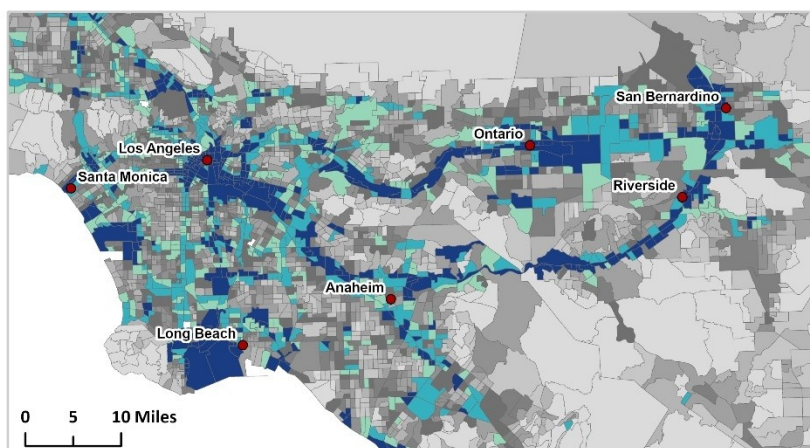 San Bernardino
Ontario
Los Angeles
Santa Monica
Riverside
Anaheim
Long Beach
0 5 10 Miles